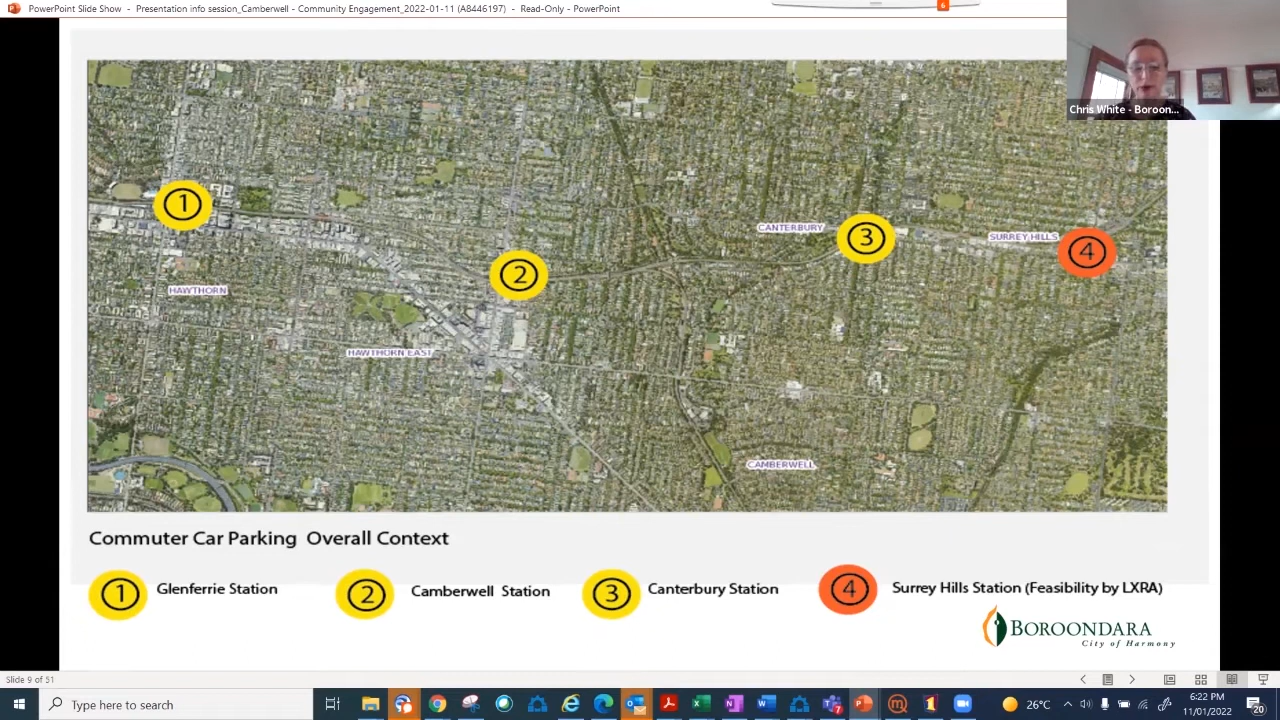 PowerPoint Slide Show - Presentation info session_Camberwell - Community Engagement_2022-01-11 (A8446197) - Read-Only - PowerPoint
6
Chris White - Boroon...
1
2
3
4
CANTERBURY
SURREY HILLS
HAWTHORN
HAWTHORN EAST
CAMBERWELL
Commuter Car Parking Overall Context
1 Glenferrie Station
2 Camberwell Station
3 Canterbury Station
4 Surrey Hills Station (Feasibility by LXRA)
BOROONDARA
City of Harmony
Slide 9 of 51
Type here to search
26°C
6:22 PM
11/01/2022
20